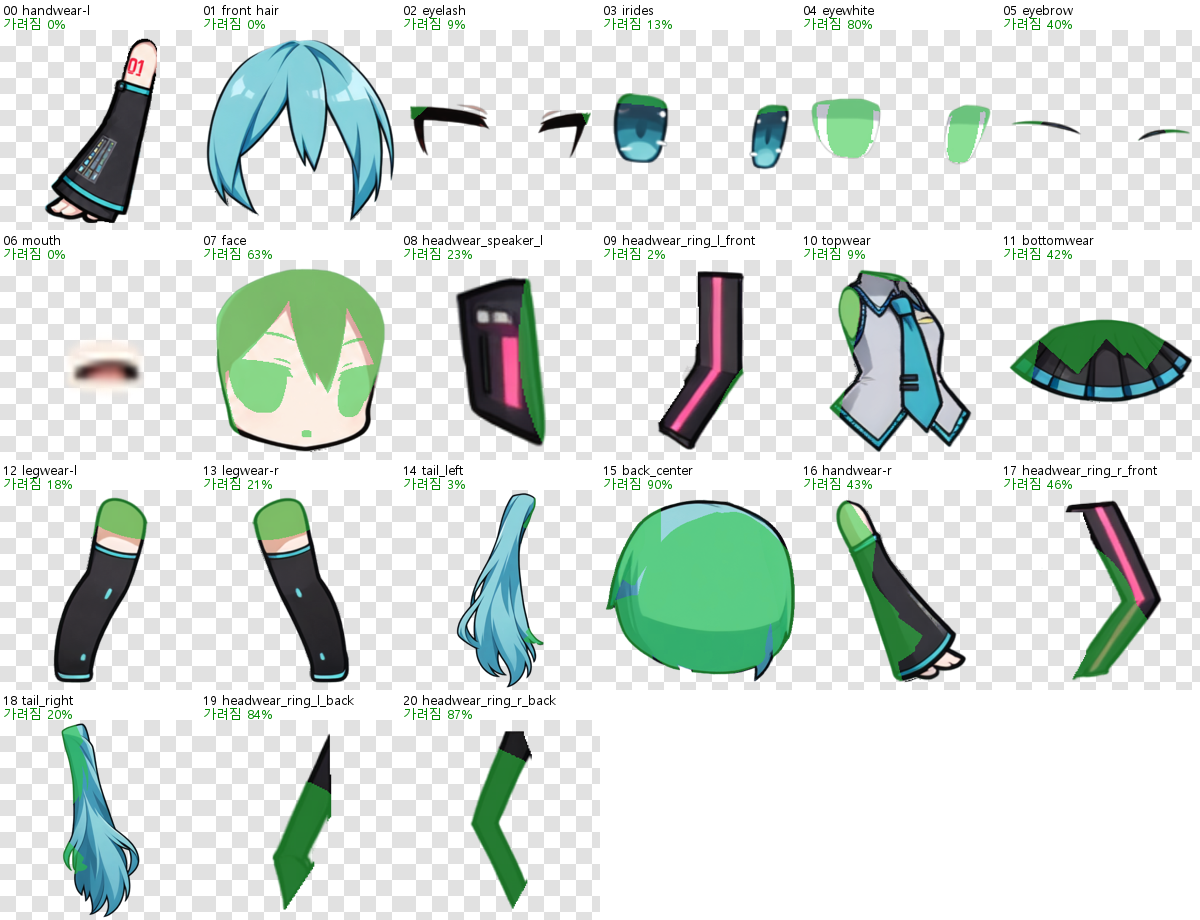 00 handwear-l
가려짐 0%
01 front hair
가려짐 0%
02 eyelash
가려짐 9%
03 irides
가려짐 13%
04 eyewhite
가려짐 80%
05 eyebrow
가려짐 40%
01
06 mouth
가려짐 0%
07 face
가려짐 63%
08 headwear_speaker_l
가려짐 23%
09 headwear_ring_l_front
가려짐 2%
10 topwear
가려짐 9%
11 bottomwear
가려짐 42%
12 legwear-l
가려짐 18%
13 legwear-r
가려짐 21%
14 tail_left
가려짐 3%
15 back_center
가려짐 90%
16 handwear-r
가려짐 43%
17 headwear_ring_r_front
가려짐 46%
18 tail_right
가려짐 20%
19 headwear_ring_l_back
가려짐 84%
20 headwear_ring_r_back
가려짐 87%